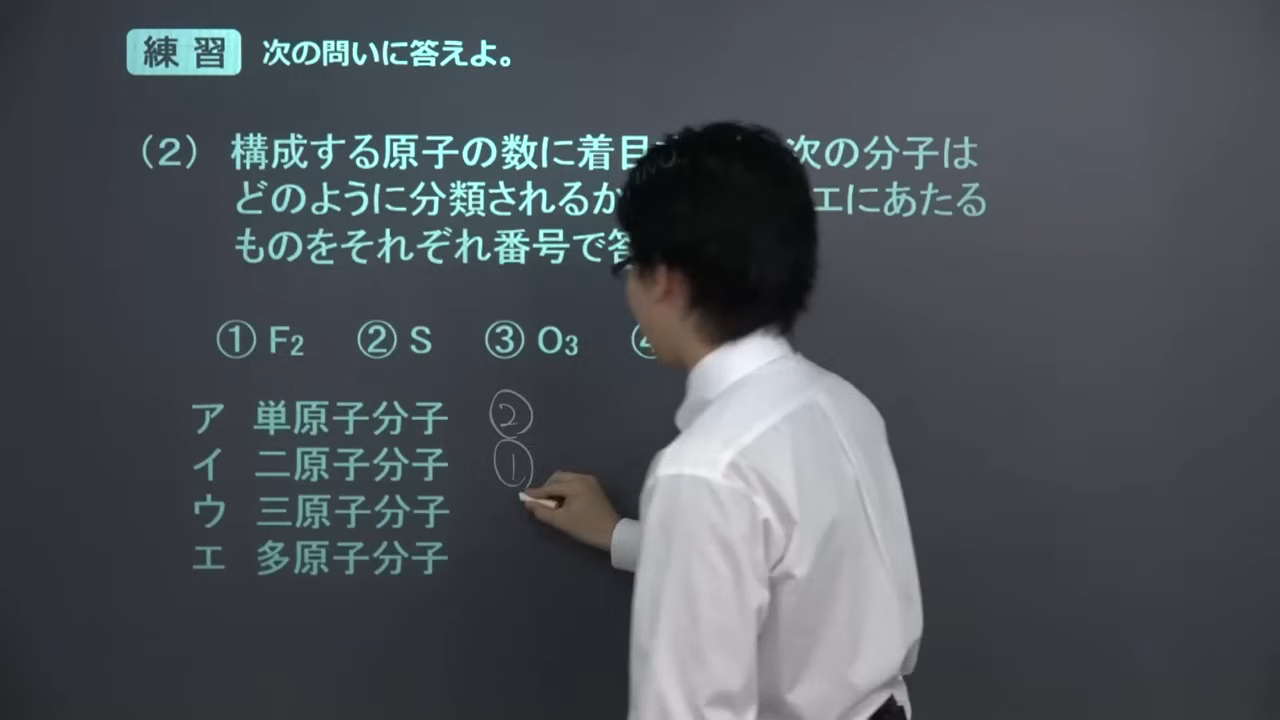 練習 次の問いに答えよ。
(2) 構成する原子の数に着目 次の分子は
どのように分類されるか エにあたる
ものをそれぞれ番号で答
① F₂ ② S ③ O₃ ④
ア 単原子分子 ②
イ 二原子分子 ①
ウ 三原子分子
エ 多原子分子